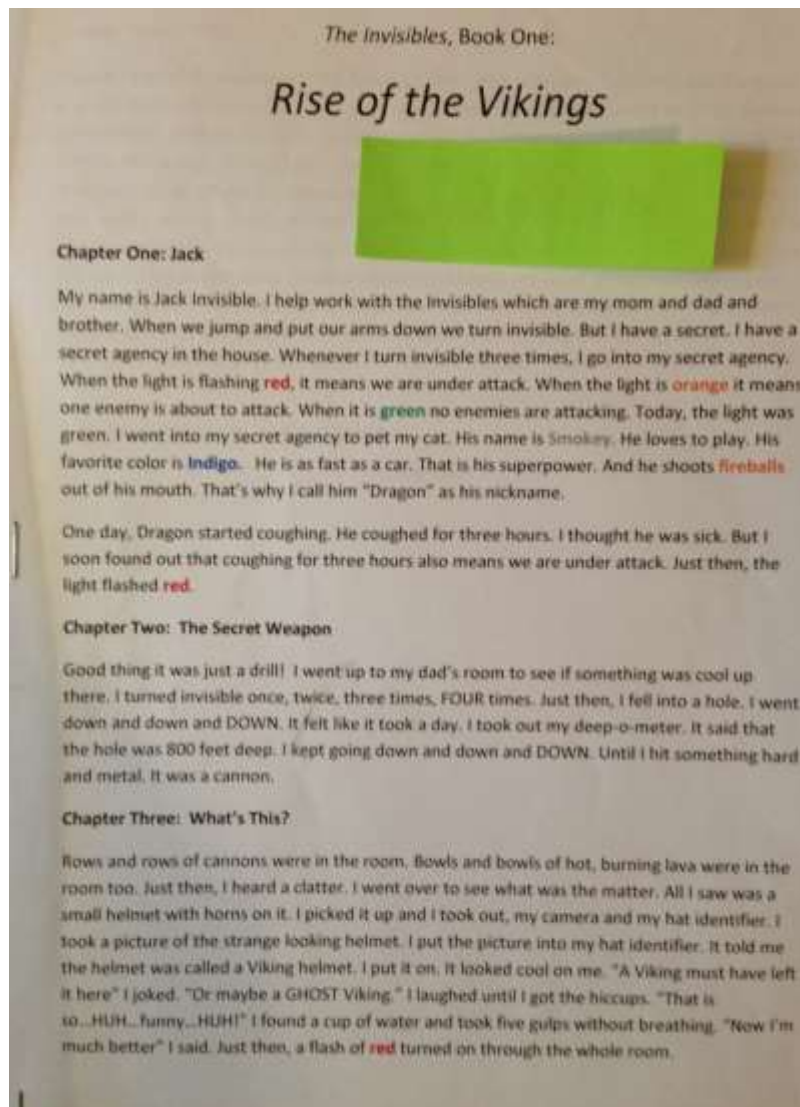 The Invisibles, Book One:
Rise of the Vikings
Chapter One: Jack
My name is Jack Invisible. I help work with the Invisibles which are my mom and dad and
brother. When we jump and put our arms down we turn invisible. But I have a secret. I have a
secret agency in the house. Whenever I turn invisible three times, I go into my secret agency.
When the light is flashing red, it means we are under attack. When the light is orange it means
one enemy is about to attack. When it is green no enemies are attacking. Today, the light was
green. I went into my secret agency to pet my cat. His name is Smokey. He loves to play. His
favorite color is Indigo. He is as fast as a car. That is his superpower. And he shoots fireballs
out of his mouth. That's why I call him "Dragon" as his nickname.
One day, Dragon started coughing. He coughed for three hours. I thought he was sick. But I
soon found out that coughing for three hours also means we are under attack. Just then, the
light flashed red.
Chapter Two: The Secret Weapon
Good thing it was just a drill! I went up to my dad's room to see if something was cool up
there. I turned invisible once, twice, three times, FOUR times. Just then, I fell into a hole. I went
down and down and DOWN. It felt like it took a day. I took out my deep-o-meter. It said that
the hole was 800 feet deep. I kept going down and down and DOWN. Until I hit something hard
and metal. It was a cannon.
Chapter Three: What's This?
Rows and rows of cannons were in the room. Bowls and bowls of hot, burning lava were in the
room too. Just then, I heard a clatter. I went over to see what was the matter. All I saw was a
small helmet with horns on it. I picked it up and I took out, my camera and my hat identifier. I
took a picture of the strange looking helmet. I put the picture into my hat identifier. It told me
the helmet was called a Viking helmet. I put it on. It looked cool on me. "A Viking must have left
it here" I joked. "Or maybe a GHOST Viking." I laughed until I got the hiccups. "That is
so...HUH...funny...HUH!" I found a cup of water and took five gulps without breathing. "Now I'm
much better" I said. Just then, a flash of red turned on through the whole room.